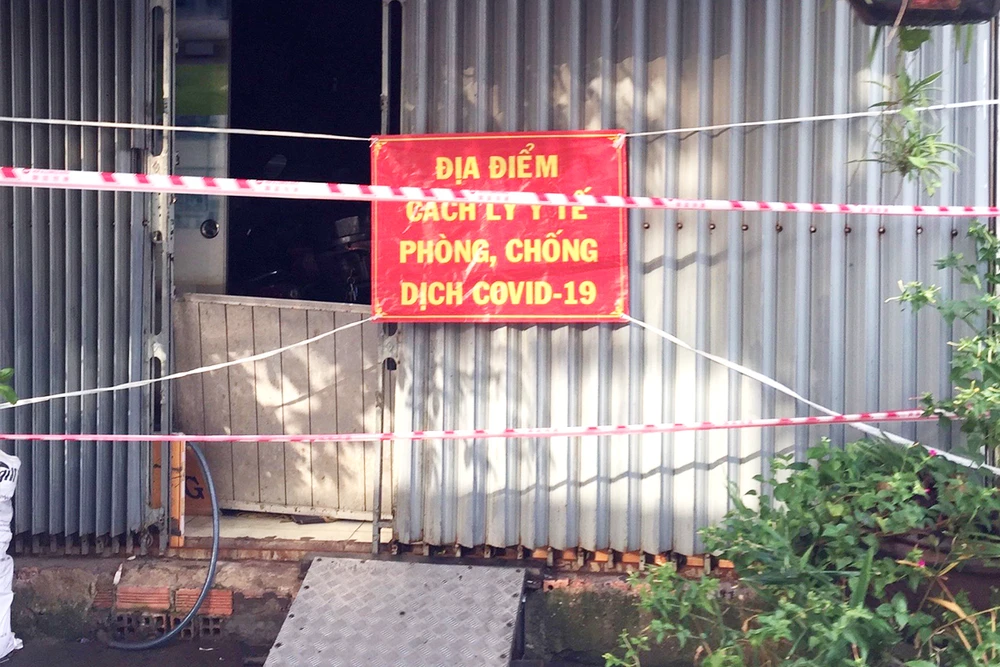 ĐỊA ĐIỂM
CÁCH LY Y TẾ
PHÒNG, CHỐNG
DỊCH COVID-19
G